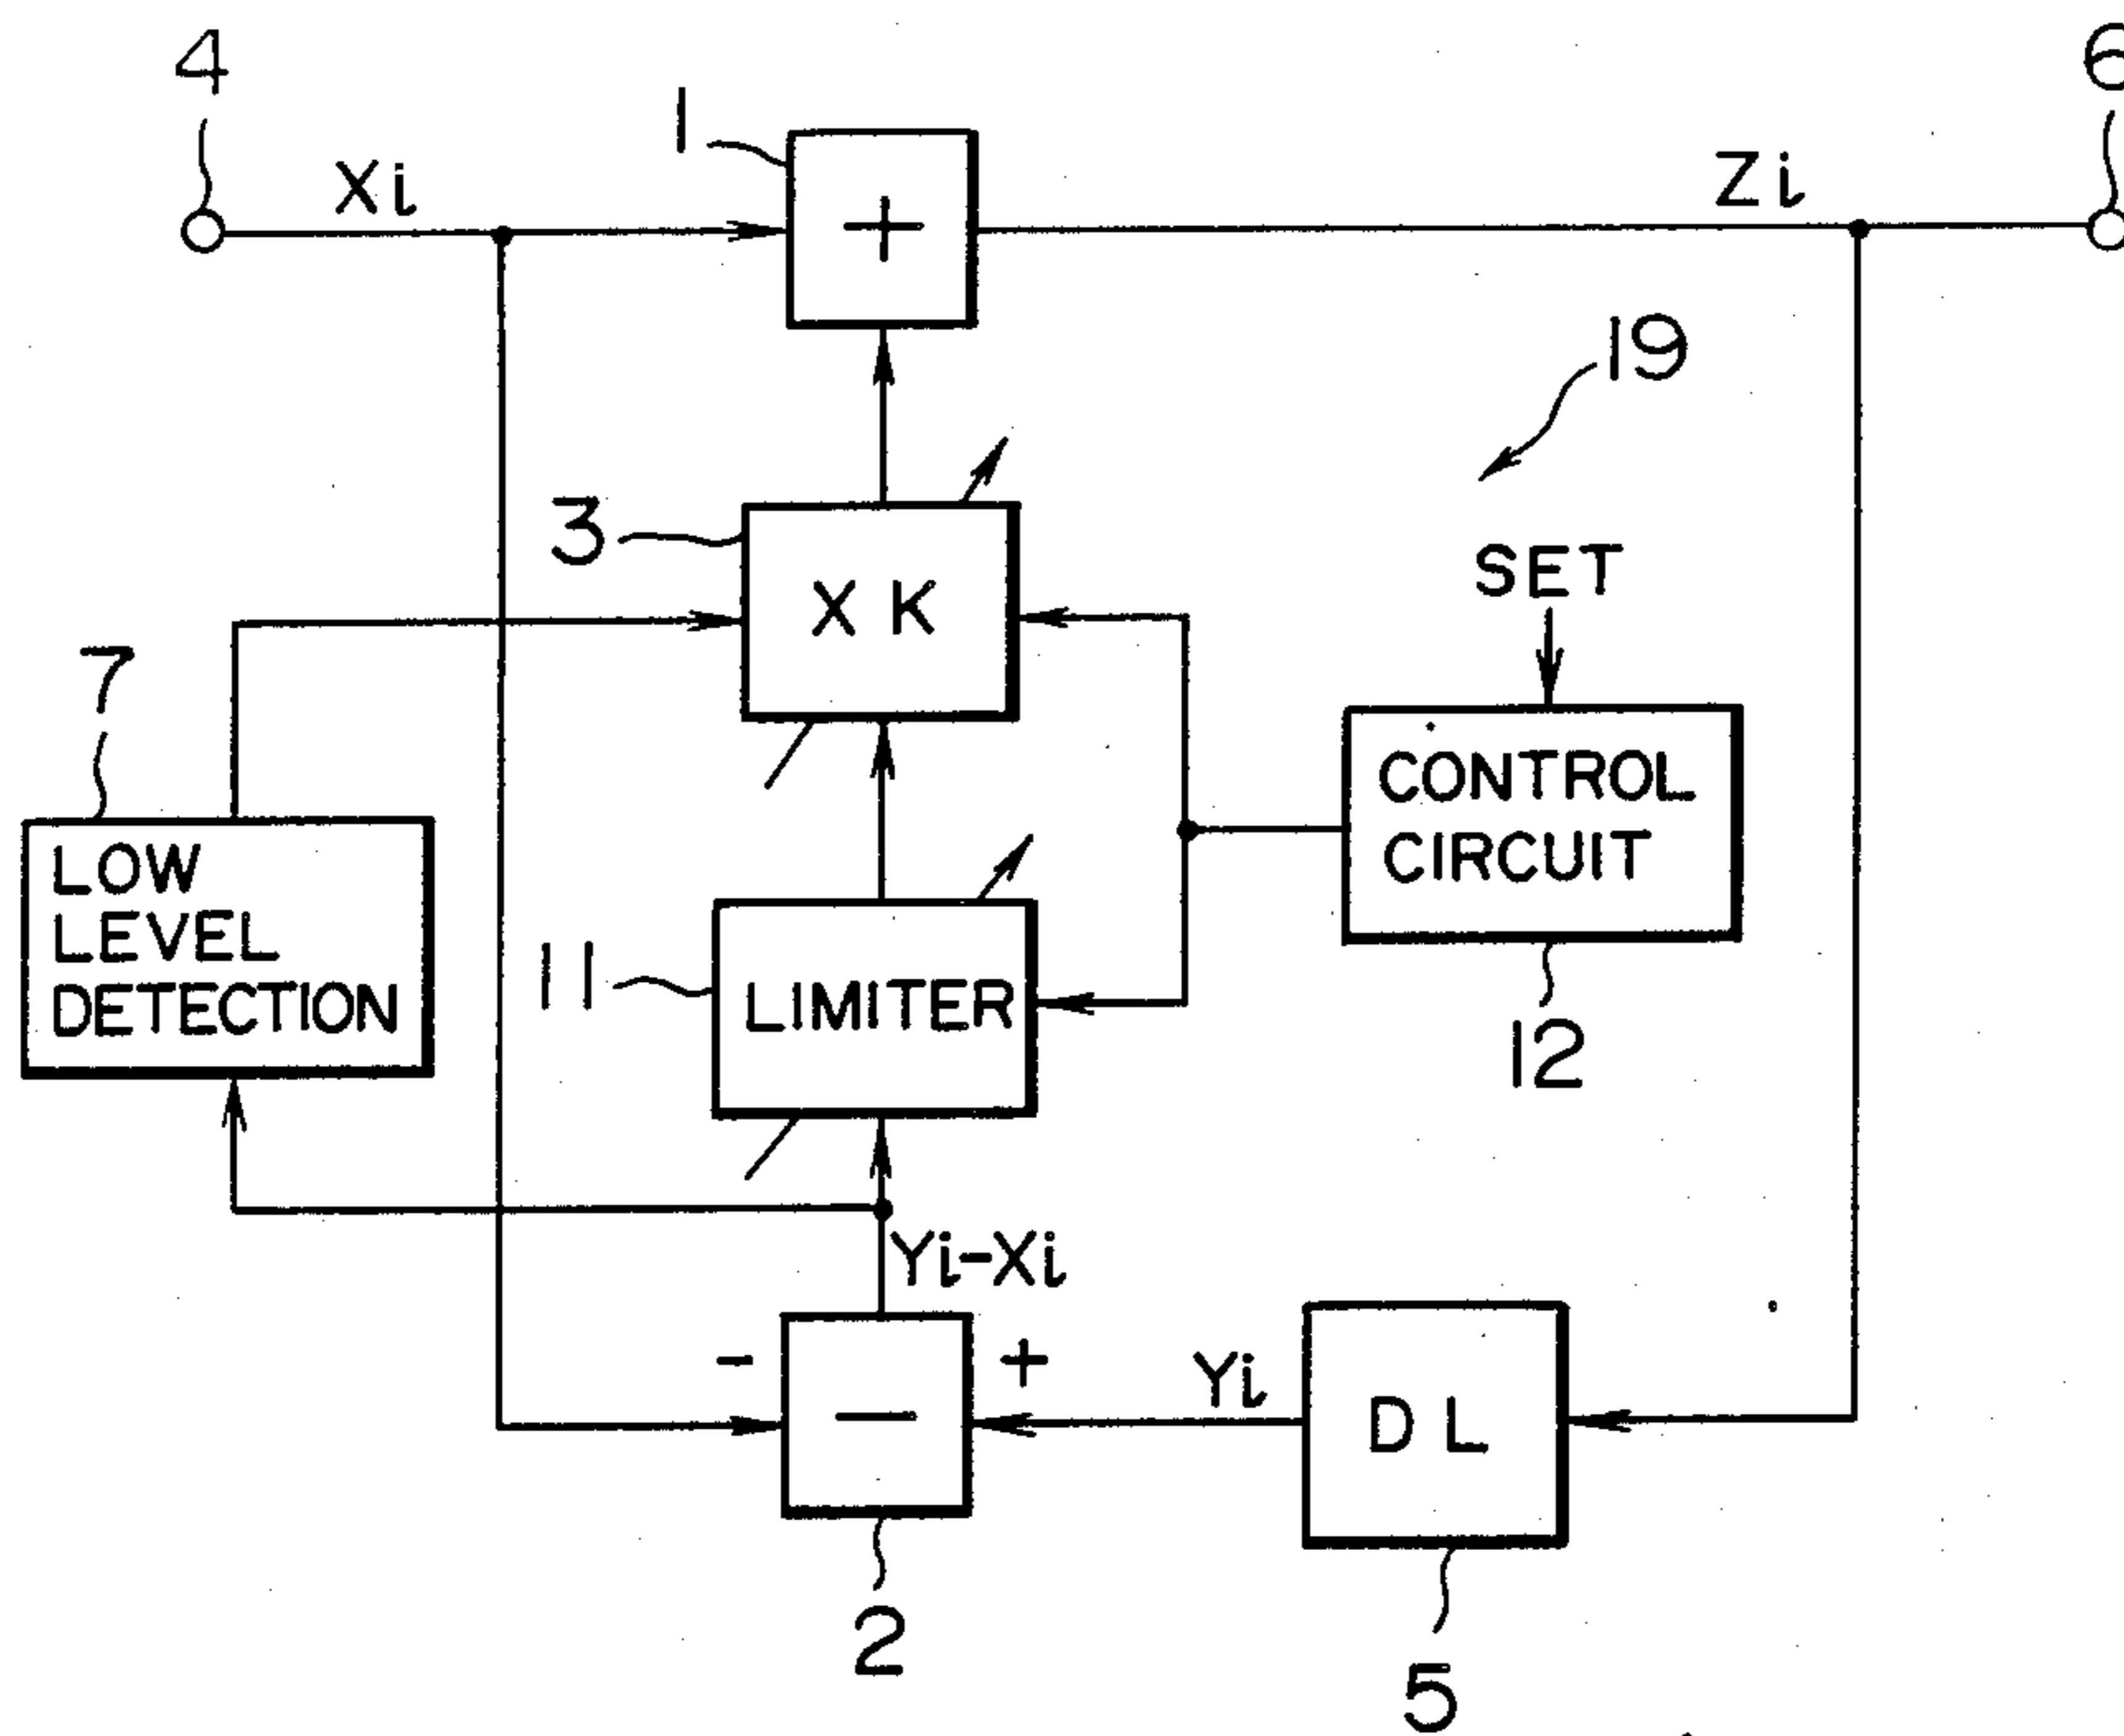 4
6
1
Xi
Zi
+
19
3
SET
X K
7
CONTROL
CIRCUIT
LOW
LEVEL
DETECTION
11
LIMITER
12
Yi-Xi
-
+
Yi
—
DL
2
5